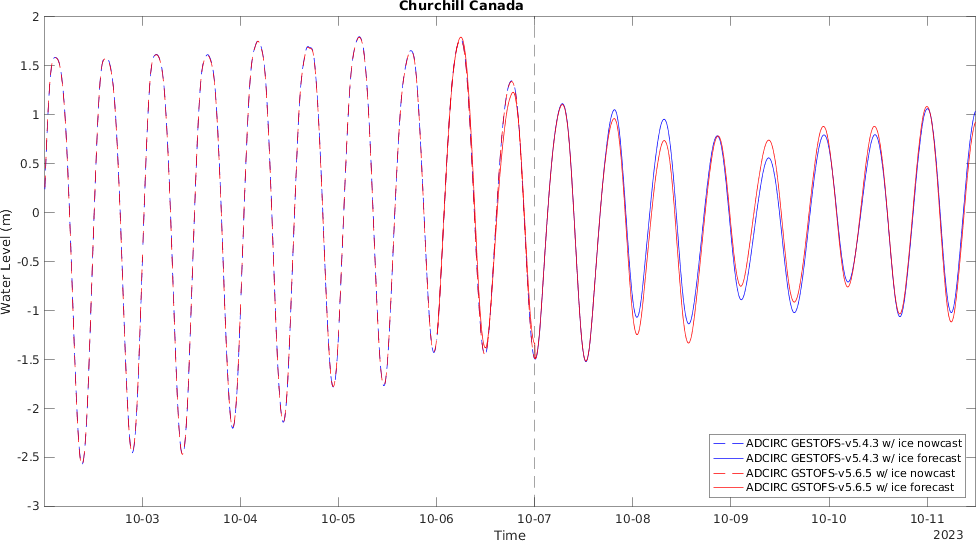 Churchill Canada
2
1.5
1
0.5
0
-0.5
-1
-1.5
-2
-2.5
-3
Water Level (m)
ADCIRC GESTOFS-v5.4.3 w/ ice nowcast
ADCIRC GESTOFS-v5.4.3 w/ ice forecast
ADCIRC GSTOFS-v5.6.5 w/ ice nowcast
ADCIRC GSTOFS-v5.6.5 w/ ice forecast
10-03 10-04 10-05 10-06 10-07 10-08 10-09 10-10 10-11
Time
2023